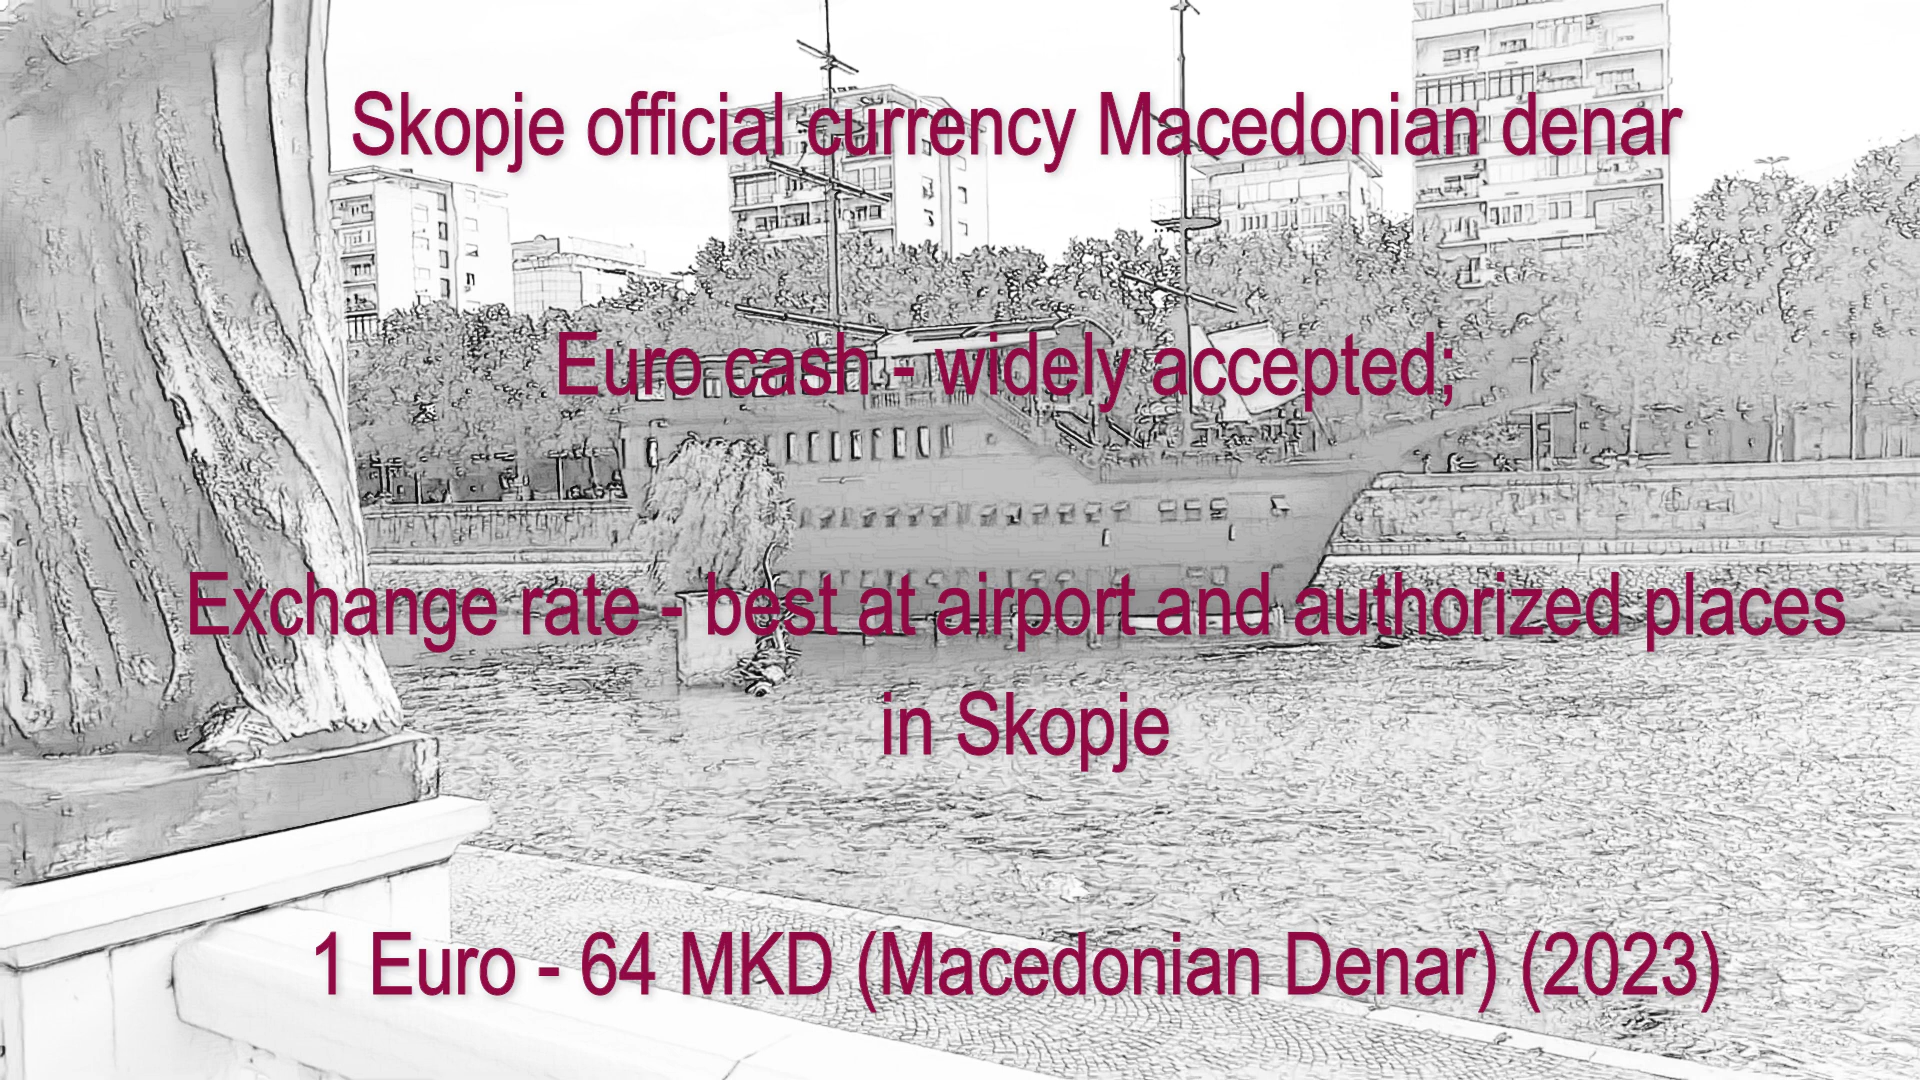 Skopje official currency Macedonian denar
Euro cash - widely accepted;
Exchange rate - best at airport and authorized places
in Skopje
1 Euro - 64 MKD (Macedonian Denar) (2023)